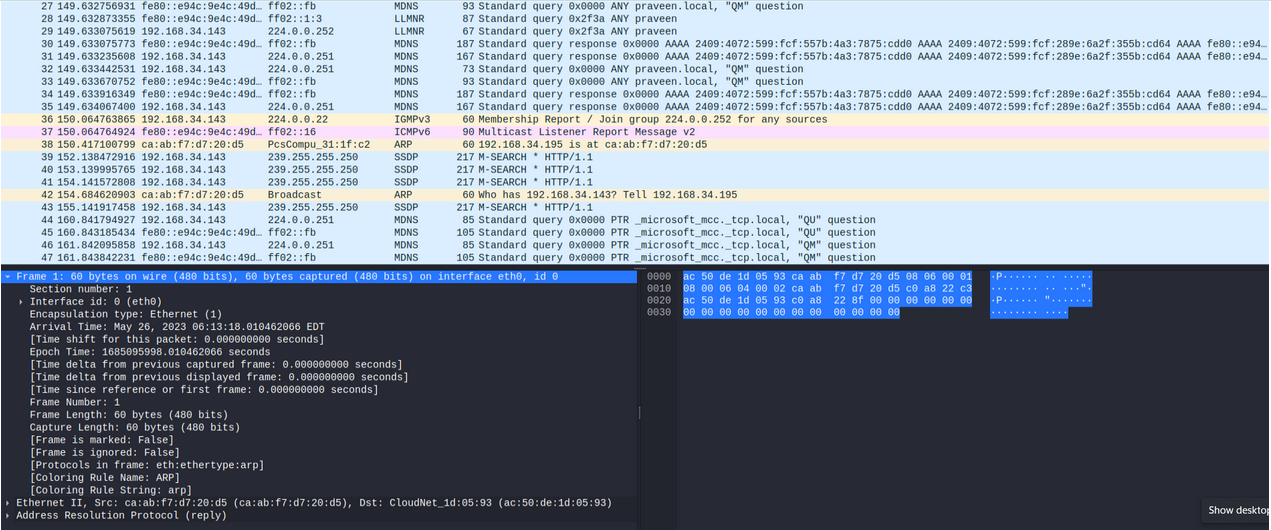 27 149.632756931 fe80::e94c:9e4c:49d… ff02::fb MDNS 93 Standard query 0x0000 ANY praveen.local, "QM" question
28 149.632873355 fe80::e94c:9e4c:49d… ff02::1:3 LLMNR 87 Standard query 0x2f3a ANY praveen
29 149.633075619 192.168.34.143 224.0.0.252 LLMNR 67 Standard query 0x2f3a ANY praveen
30 149.633075773 fe80::e94c:9e4c:49d… ff02::fb MDNS 187 Standard query response 0x0000 AAAA 2409:4072:599:fcf:557b:4a3:7875:cdd0 AAAA 2409:4072:599:fcf:289e:6a2f:355b:cd64 AAAA fe80::e94…
31 149.633235608 192.168.34.143 224.0.0.251 MDNS 167 Standard query response 0x0000 AAAA 2409:4072:599:fcf:557b:4a3:7875:cdd0 AAAA 2409:4072:599:fcf:289e:6a2f:355b:cd64 AAAA fe80::e94…
32 149.633442531 192.168.34.143 224.0.0.251 MDNS 73 Standard query 0x0000 ANY praveen.local, "QM" question
33 149.633670752 fe80::e94c:9e4c:49d… ff02::fb MDNS 93 Standard query 0x0000 ANY praveen.local, "QM" question
34 149.633916349 fe80::e94c:9e4c:49d… ff02::fb MDNS 187 Standard query response 0x0000 AAAA 2409:4072:599:fcf:557b:4a3:7875:cdd0 AAAA 2409:4072:599:fcf:289e:6a2f:355b:cd64 AAAA fe80::e94…
35 149.634067400 192.168.34.143 224.0.0.251 MDNS 167 Standard query response 0x0000 AAAA 2409:4072:599:fcf:557b:4a3:7875:cdd0 AAAA 2409:4072:599:fcf:289e:6a2f:355b:cd64 AAAA fe80::e94…
36 150.064763865 192.168.34.143 224.0.0.22 IGMPv3 60 Membership Report / Join group 224.0.0.252 for any sources
37 150.064764924 fe80::e94c:9e4c:49d… ff02::16 ICMPv6 90 Multicast Listener Report Message v2
38 150.417100799 ca:ab:f7:d7:20:d5 PcsCompu_31:1f:c2 ARP 60 192.168.34.195 is at ca:ab:f7:d7:20:d5
39 152.138472916 192.168.34.143 239.255.255.250 SSDP 217 M-SEARCH * HTTP/1.1
40 153.139995765 192.168.34.143 239.255.255.250 SSDP 217 M-SEARCH * HTTP/1.1
41 154.141572808 192.168.34.143 239.255.255.250 SSDP 217 M-SEARCH * HTTP/1.1
42 154.684620903 ca:ab:f7:d7:20:d5 Broadcast ARP 60 Who has 192.168.34.143? Tell 192.168.34.195
43 155.141917458 192.168.34.143 239.255.255.250 SSDP 217 M-SEARCH * HTTP/1.1
44 160.841794927 192.168.34.143 224.0.0.251 MDNS 85 Standard query 0x0000 PTR _microsoft_mcc._tcp.local, "QU" question
45 160.843185434 fe80::e94c:9e4c:49d… ff02::fb MDNS 105 Standard query 0x0000 PTR _microsoft_mcc._tcp.local, "QU" question
46 161.842095858 192.168.34.143 224.0.0.251 MDNS 85 Standard query 0x0000 PTR _microsoft_mcc._tcp.local, "QM" question
47 161.843842231 fe80::e94c:9e4c:49d… ff02::fb MDNS 105 Standard query 0x0000 PTR _microsoft_mcc._tcp.local, "QM" question
Frame 1: 60 bytes on wire (480 bits), 60 bytes captured (480 bits) on interface eth0, id 0
Section number: 1
Interface id: 0 (eth0)
Encapsulation type: Ethernet (1)
Arrival Time: May 26, 2023 06:13:18.010462066 EDT
[Time shift for this packet: 0.000000000 seconds]
Epoch Time: 1685095998.010462066 seconds
[Time delta from previous captured frame: 0.000000000 seconds]
[Time delta from previous displayed frame: 0.000000000 seconds]
[Time since reference or first frame: 0.000000000 seconds]
Frame Number: 1
Frame Length: 60 bytes (480 bits)
Capture Length: 60 bytes (480 bits)
[Frame is marked: False]
[Frame is ignored: False]
[Protocols in frame: eth:ethertype:arp]
[Coloring Rule Name: ARP]
[Coloring Rule String: arp]
Ethernet II, Src: ca:ab:f7:d7:20:d5 (ca:ab:f7:d7:20:d5), Dst: CloudNet_1d:05:93 (ac:50:de:1d:05:93)
Address Resolution Protocol (reply)
0000 ac 50 de 1d 05 93 ca ab f7 d7 20 d5 08 06 00 01 ·P······ ·· ·····
0010 08 00 06 04 00 02 ca ab f7 d7 20 d5 c0 a8 22 c3 ········ ·· ···"·
0020 ac 50 de 1d 05 93 c0 a8 22 8f 00 00 00 00 00 00 ·P······ "·······
0030 00 00 00 00 00 00 00 00 00 00 00 00 ········ ····
Show desktop